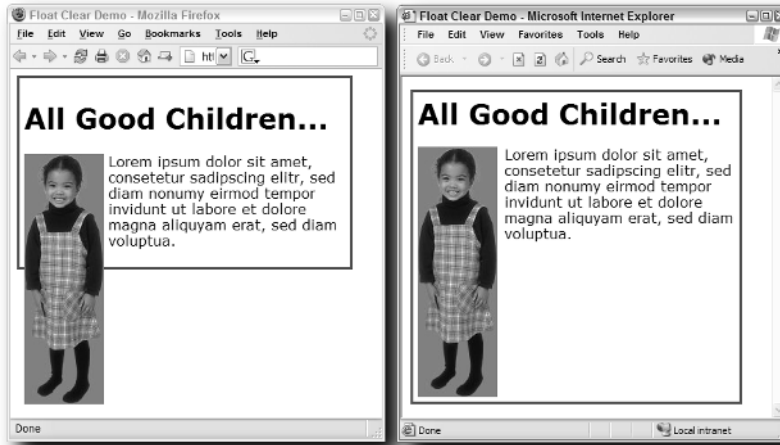 Float Clear Demo - Mozilla Firefox
File Edit View Go Bookmarks Tools Help
htt
G
All Good Children...
Lorem ipsum dolor sit amet,
consetetur sadipscing elitr, sed
diam nonumy eirmod tempor
invidunt ut labore et dolore
magna aliquyam erat, sed diam
voluptua.
Done
Float Clear Demo - Microsoft Internet Explorer
File Edit View Favorites Tools Help
Back Search Favorites Media
All Good Children...
Lorem ipsum dolor sit amet,
consetetur sadipscing elitr, sed
diam nonumy eirmod tempor
invidunt ut labore et dolore
magna aliquyam erat, sed diam
voluptua.
Done Local intranet